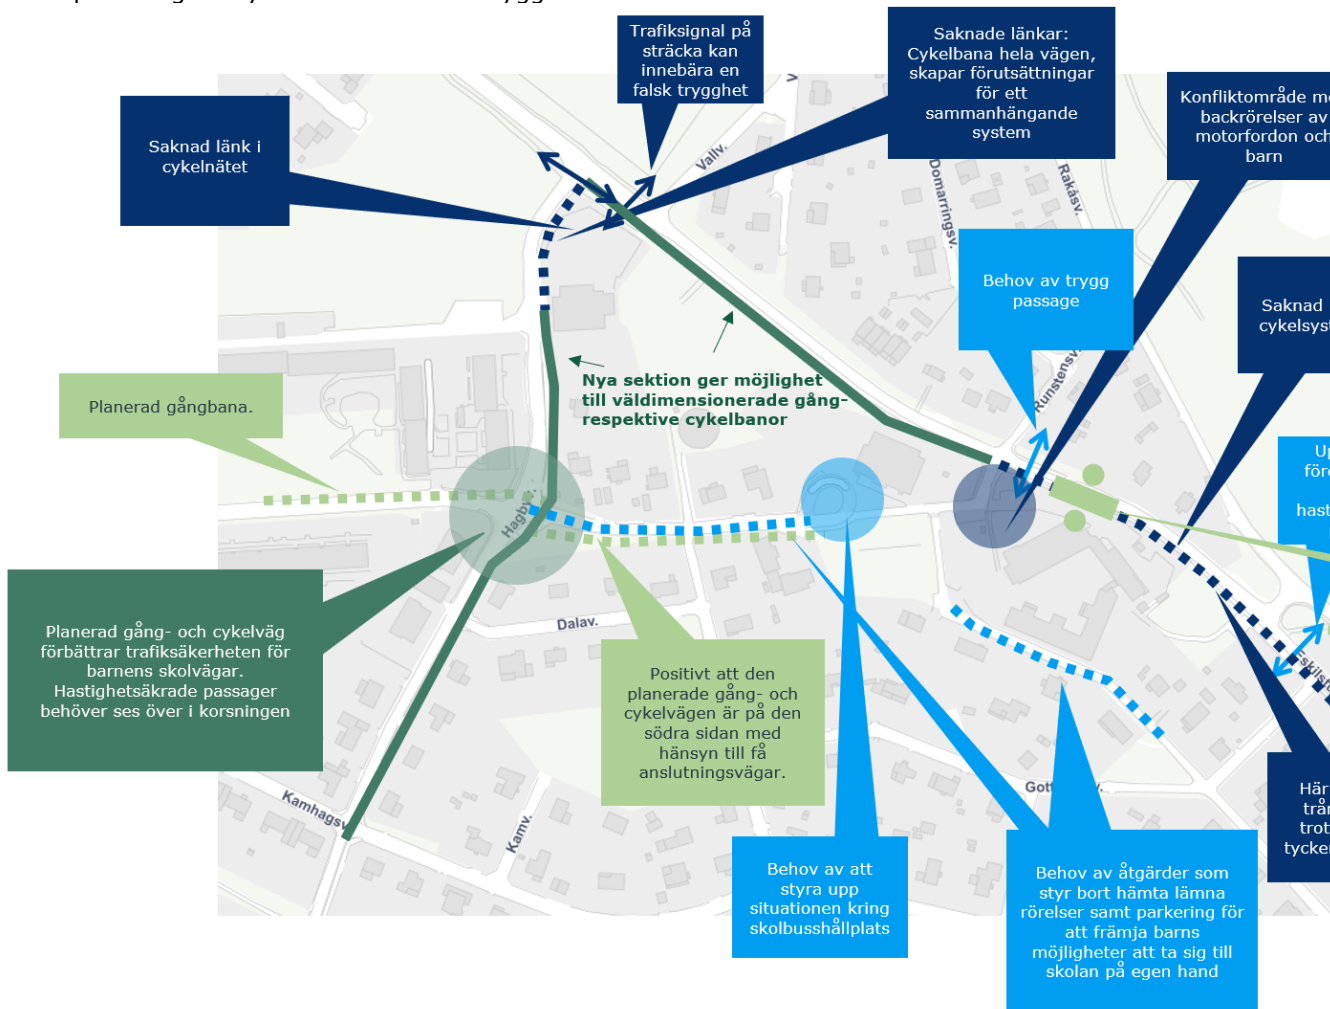 Trafiksignal på
sträcka kan
innebära en
falsk trygghet
Saknade länkar:
Cykelbana hela vägen,
skapar förutsättningar
för ett
sammanhängande
system
Konfliktområde
backrörelser av
motorfordon och
barn
Saknad länk i
cykelnätet
Vallv.
Domarringsv.
Rakåsv.
Behov av trygg
passage
Saknad
Runstensv.
Planerad gångbana.
Nya sektion ger möjlighet
till väldimensionerade gång-
respektive cykelbanor
Hagbyv.
Planerad gång- och cykelväg
förbättrar trafiksäkerheten för
barnens skolvägar.
Hastighetsäkrade passager
behöver ses över i korsningen
Dalav.
Positivt att den
planerade gång- och
cykelvägen är på den
södra sidan med
hänsyn till få
anslutningsvägar.
Kamhagsv.
Kamv.
Här
Behov av att
styra upp
situationen kring
skolbusshållplats
Behov av åtgärder som
styr bort hämta lämna
rörelser samt parkering för
att främja barns
möjligheter att ta sig till
skolan på egen hand